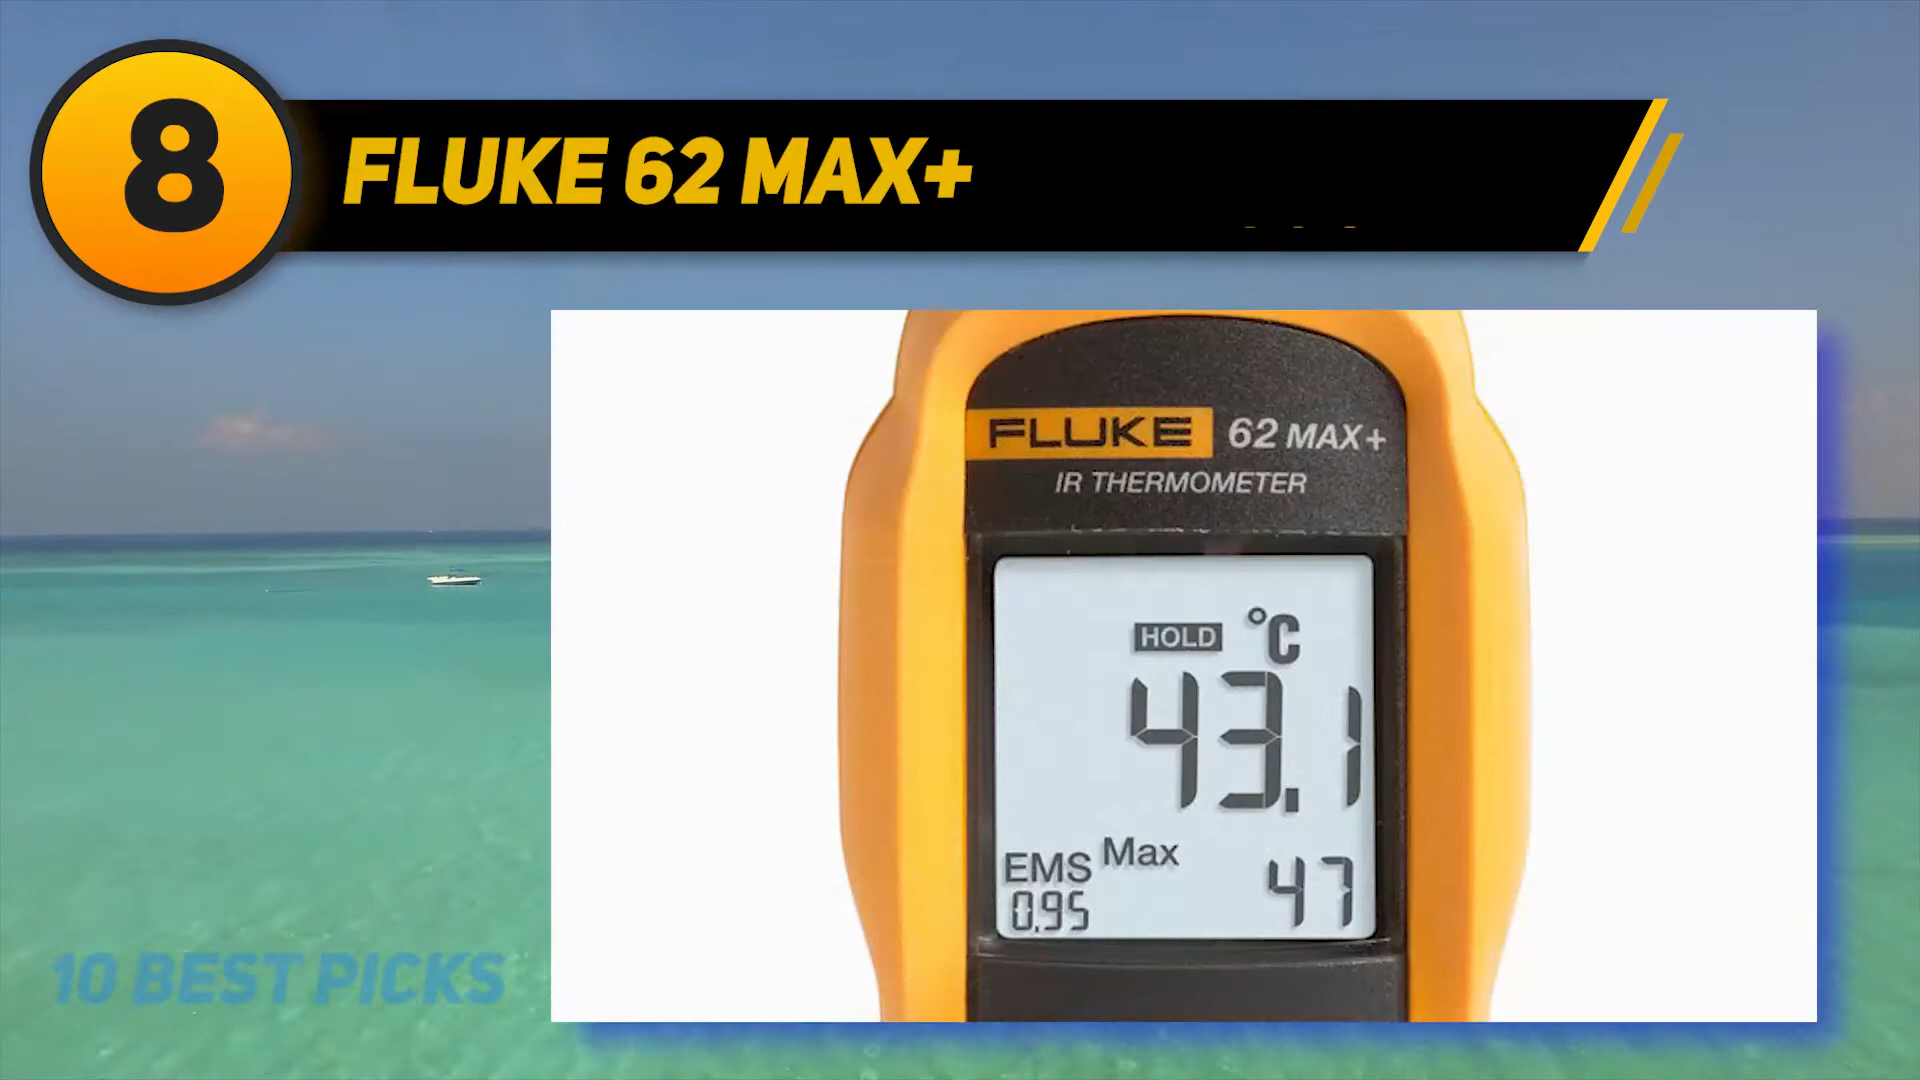 8
FLUKE 62 MAX+
FLUKE 62 MAX+
IR THERMOMETER
HOLD °C
43.1
EMS Max
0.95 47
10 BEST PICKS